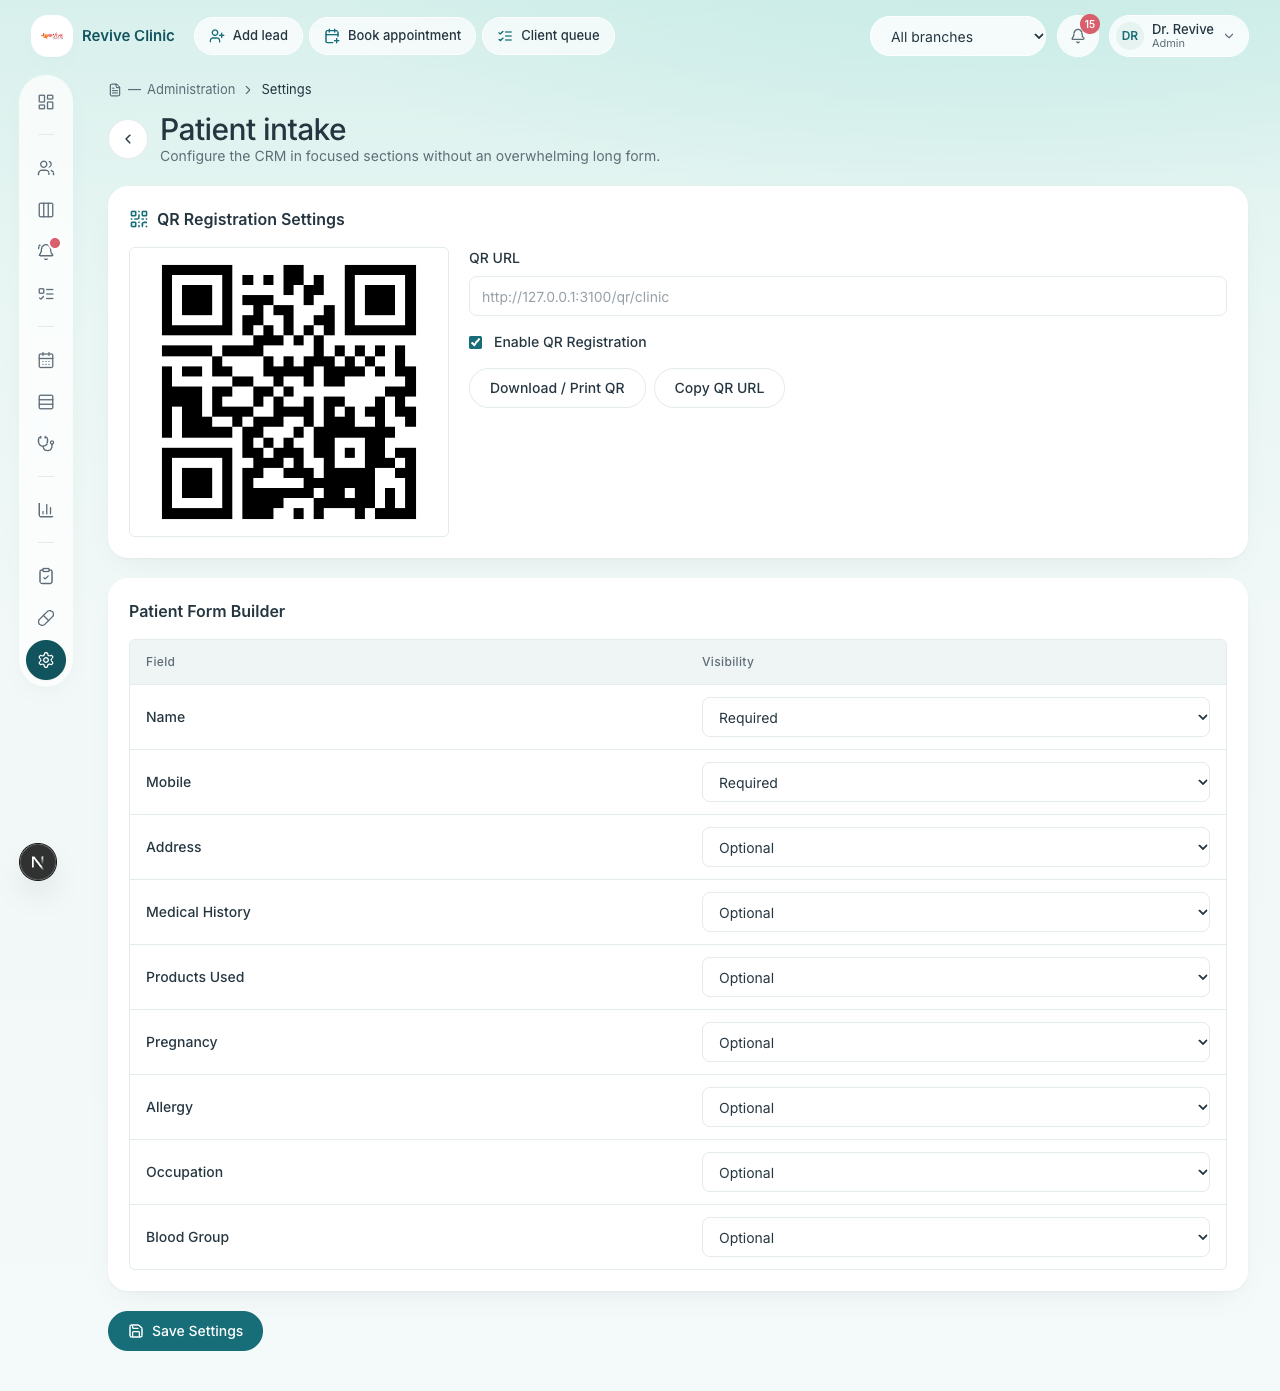 Revive Clinic
Add lead
Book appointment
Client queue
All branches
15
DR
Dr. Revive
Admin
— Administration > Settings
Patient intake
Configure the CRM in focused sections without an overwhelming long form.
QR Registration Settings
QR URL
http://127.0.0.1:3100/qr/clinic
Enable QR Registration
Download / Print QR
Copy QR URL
Patient Form Builder
Field Visibility
Name Required
Mobile Required
Address Optional
Medical History Optional
Products Used Optional
Pregnancy Optional
Allergy Optional
Occupation Optional
Blood Group Optional
N
Save Settings